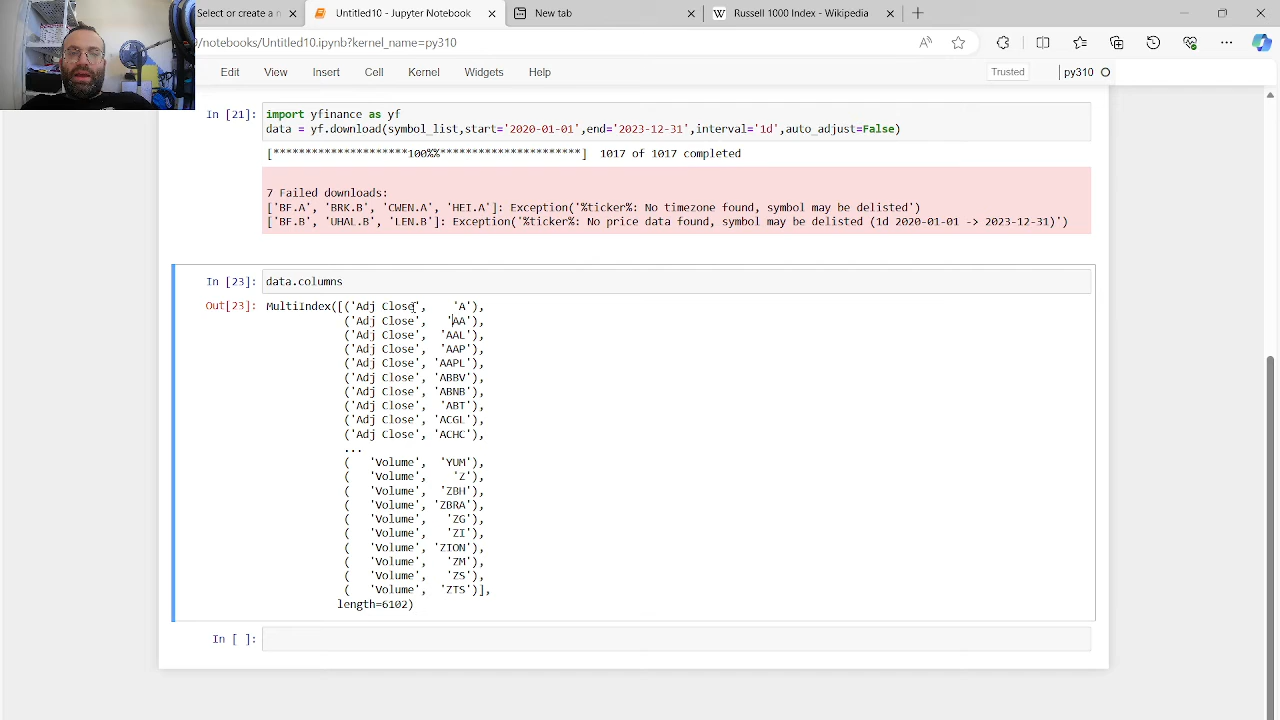 Select or create a n
Untitled10 - Jupyter Notebook
New tab
Russell 1000 Index - Wikipedia
/notebooks/Untitled10.ipynb?kernel_name=py310
Edit View Insert Cell Kernel Widgets Help Trusted py310
In [21]: import yfinance as yf
data = yf.download(symbol_list,start='2020-01-01',end='2023-12-31',interval='1d',auto_adjust=False)
[*********************100%%**********************] 1017 of 1017 completed
7 Failed downloads:
['BF.A', 'BRK.B', 'CWEN.A', 'HEI.A']: Exception('%ticker%: No timezone found, symbol may be delisted')
['BF.B', 'UHAL.B', 'LEN.B']: Exception('%ticker%: No price data found, symbol may be delisted (1d 2020-01-01 -> 2023-12-31)')
In [23]: data.columns
Out[23]: MultiIndex([('Adj Close', 'A'),
('Adj Close', 'AA'),
('Adj Close', 'AAL'),
('Adj Close', 'AAP'),
('Adj Close', 'AAPL'),
('Adj Close', 'ABBV'),
('Adj Close', 'ABNB'),
('Adj Close', 'ABT'),
('Adj Close', 'ACGL'),
('Adj Close', 'ACHC'),
...
( 'Volume', 'YUM'),
( 'Volume', 'Z'),
( 'Volume', 'ZBH'),
( 'Volume', 'ZBRA'),
( 'Volume', 'ZG'),
( 'Volume', 'ZI'),
( 'Volume', 'ZION'),
( 'Volume', 'ZM'),
( 'Volume', 'ZS'),
( 'Volume', 'ZTS')],
length=6102)
In [ ]: